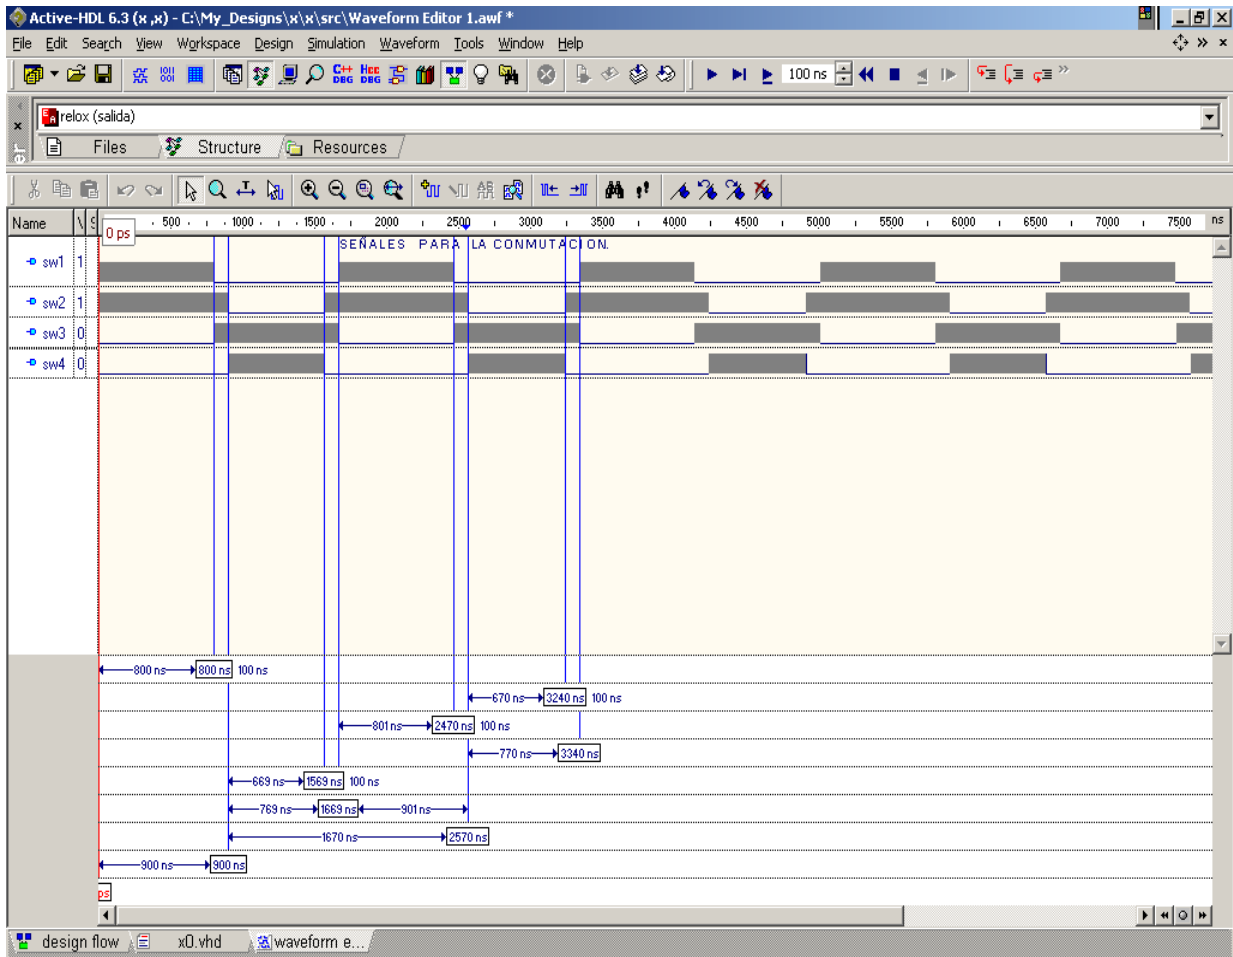 Active-HDL 6.3 (x ,x) - C:\My_Designs\x\x\src\Waveform Editor 1.awf *
File Edit Search View Workspace Design Simulation Waveform Tools Window Help
C++ DBG HCC DBG 100 ns
relox (salida)
Files Structure Resources
Name 0 ps 500 1000 1500 2000 2500 3000 3500 4000 4500 5000 5500 6000 6500 7000 7500 ns
SEÑALES PARA LA CONMUTACION.
sw1 1
sw2 1
sw3 0
sw4 0
800 ns 800 ns 100 ns
670 ns 3240 ns 100 ns
801 ns 2470 ns 100 ns
770 ns 3340 ns
669 ns 1569 ns 100 ns
769 ns 1669 ns 901 ns
1670 ns 2570 ns
900 ns 900 ns
ps
design flow x0.vhd waveform e...